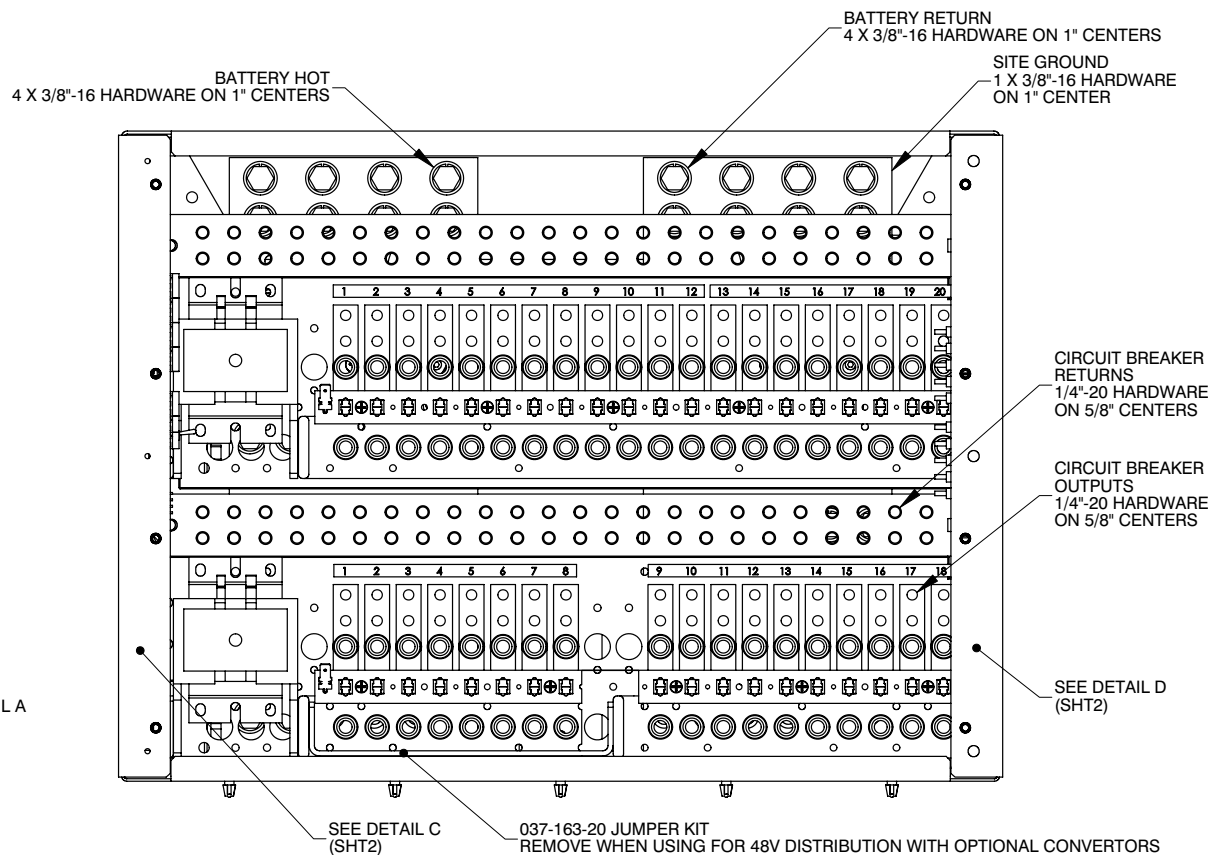 BATTERY RETURN
4 X 3/8"-16 HARDWARE ON 1" CENTERS
SITE GROUND
1 X 3/8"-16 HARDWARE
ON 1" CENTER
BATTERY HOT
4 X 3/8"-16 HARDWARE ON 1" CENTERS
1 2 3 4 5 6 7 8 9 10 11 12 13 14 15 16 17 18 19 20
CIRCUIT BREAKER
RETURNS
1/4"-20 HARDWARE
ON 5/8" CENTERS
CIRCUIT BREAKER
OUTPUTS
1/4"-20 HARDWARE
ON 5/8" CENTERS
1 2 3 4 5 6 7 8 9 10 11 12 13 14 15 16 17 18
SEE DETAIL D
(SHT2)
L A
SEE DETAIL C
(SHT2)
037-163-20 JUMPER KIT
REMOVE WHEN USING FOR 48V DISTRIBUTION WITH OPTIONAL CONVERTORS